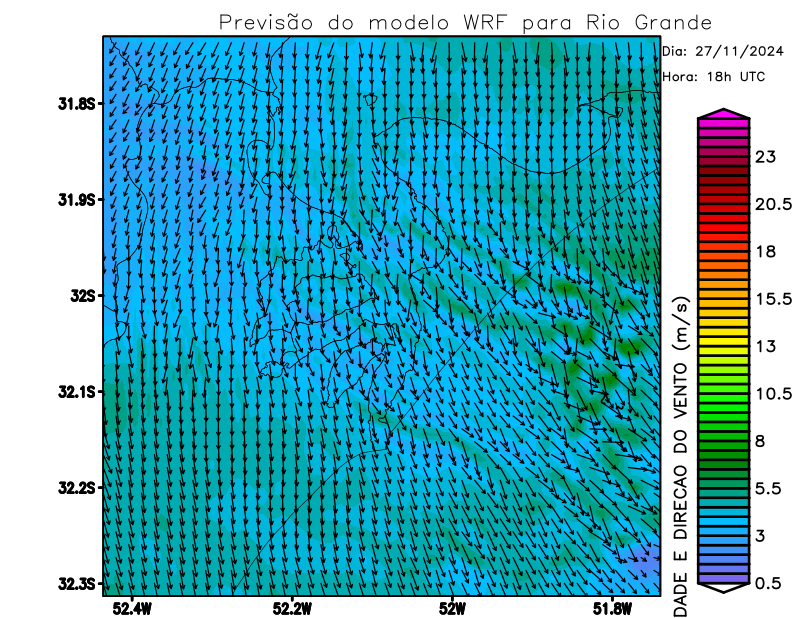 Previsão do modelo WRF para Rio Grande
Dia: 27/11/2024
Hora: 18h UTC
31.8S
31.9S
32S
32.1S
32.2S
32.3S
52.4W
52.2W
52W
51.8W
23
20.5
18
15.5
13
10.5
8
5.5
3
0.5
DADE E DIRECAO DO VENTO (m/s)